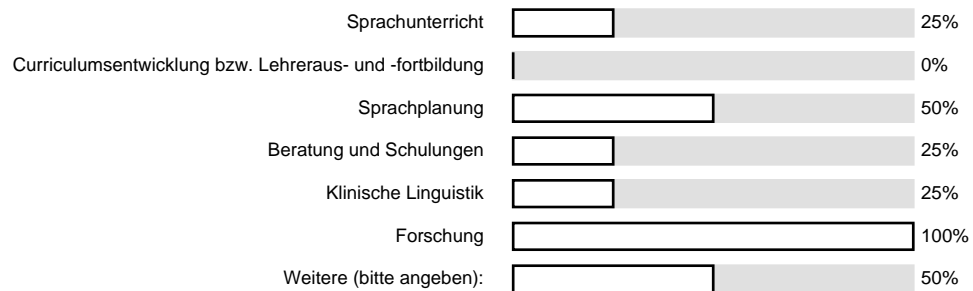 Sprachunterricht 25%
Curriculumsentwicklung bzw. Lehreraus- und -fortbildung 0%
Sprachplanung 50%
Beratung und Schulungen 25%
Klinische Linguistik 25%
Forschung 100%
Weitere (bitte angeben): 50%